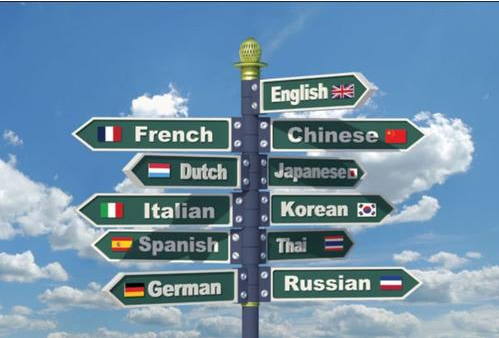 English
French
Chinese
Dutch
Japanese
Italian
Korean
Spanish
Thai
German
Russian